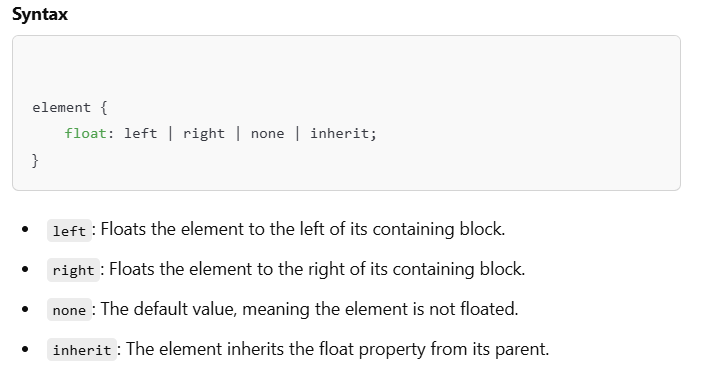 Syntax
element {
    float: left | right | none | inherit;
}
• left : Floats the element to the left of its containing block.
• right : Floats the element to the right of its containing block.
• none : The default value, meaning the element is not floated.
• inherit : The element inherits the float property from its parent.